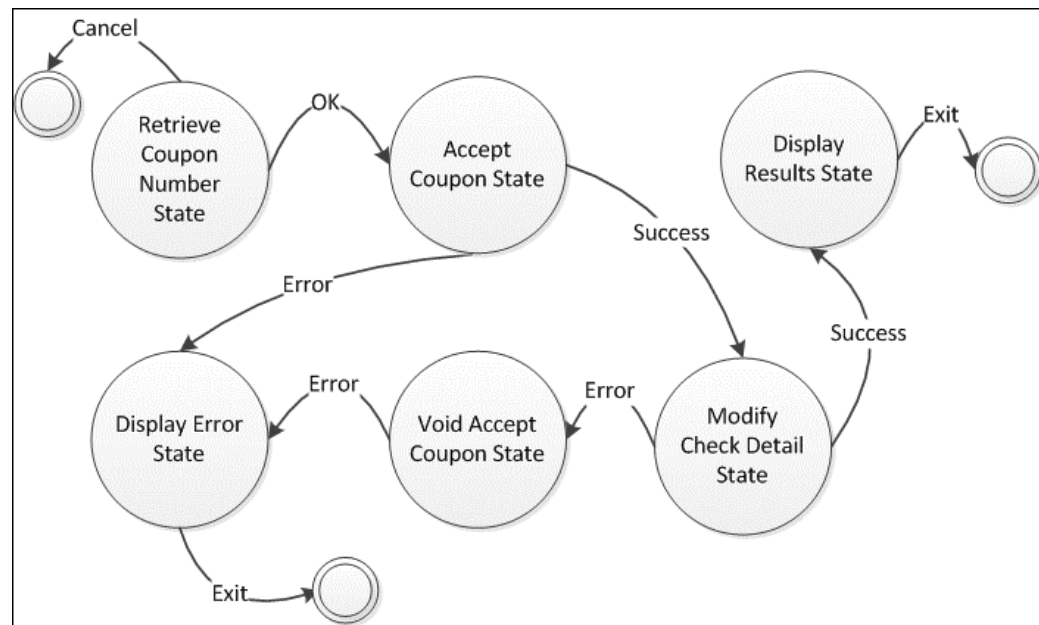 Cancel
Retrieve
Coupon
Number
State
OK
Accept
Coupon State
Display
Results State
Exit
Success
Error
Success
Display Error
State
Error
Void Accept
Coupon State
Error
Modify
Check Detail
State
Exit